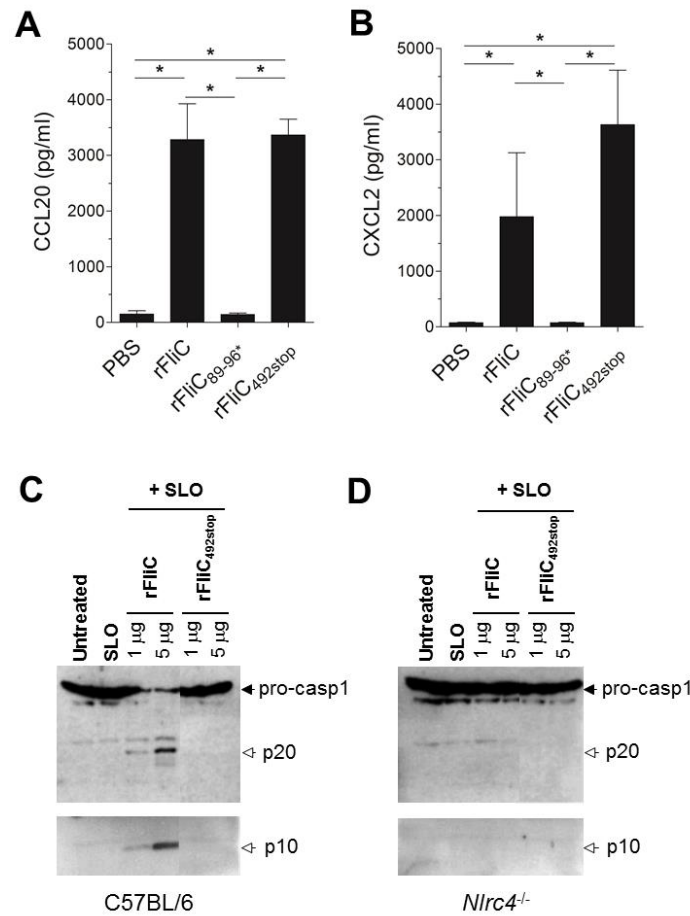 A
CCL20 (pg/ml)
5000
4000
3000
2000
1000
0
* * * *
PBS
rFliC
rFliC89-96*
rFliC492stop
B
CXCL2 (pg/ml)
5000
4000
3000
2000
1000
0
* * * *
PBS
rFliC
rFliC89-96*
rFliC492stop
C
+ SLO
rFliC
rFliC492stop
Untreated
SLO
1 µg
5 µg
1 µg
5 µg
pro-casp1
p20
p10
C57BL/6
D
+ SLO
rFliC
rFliC492stop
Untreated
SLO
1 µg
5 µg
1 µg
5 µg
pro-casp1
p20
p10
Nlrc4-/-